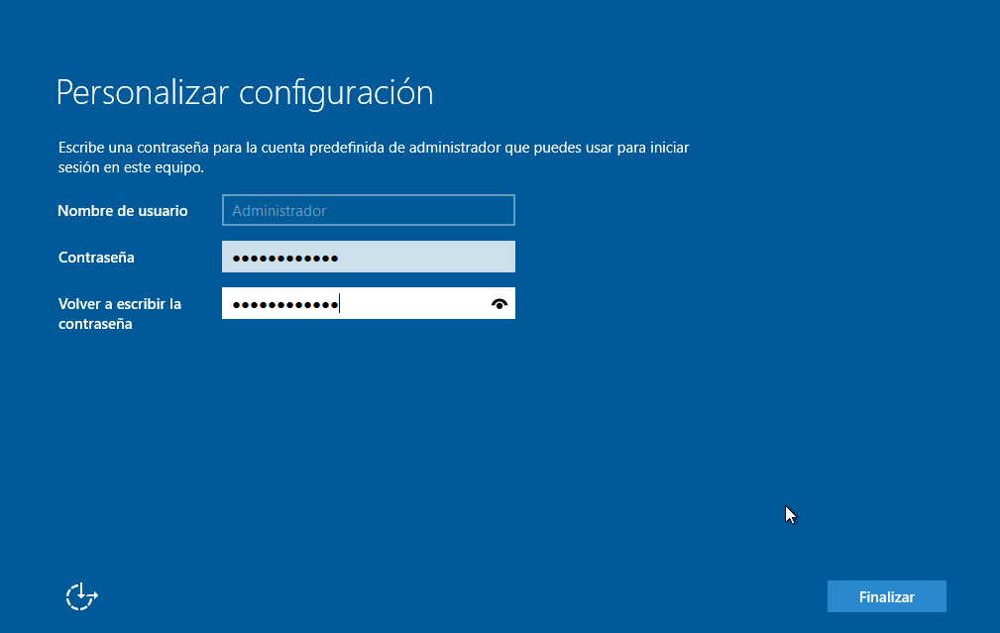 Personalizar configuración
Escribe una contraseña para la cuenta predefinida de administrador que puedes usar para iniciar
sesión en este equipo.
Nombre de usuario
Administrador
Contraseña
●●●●●●●●●●●●
Volver a escribir la
contraseña
●●●●●●●●●●●●
Finalizar